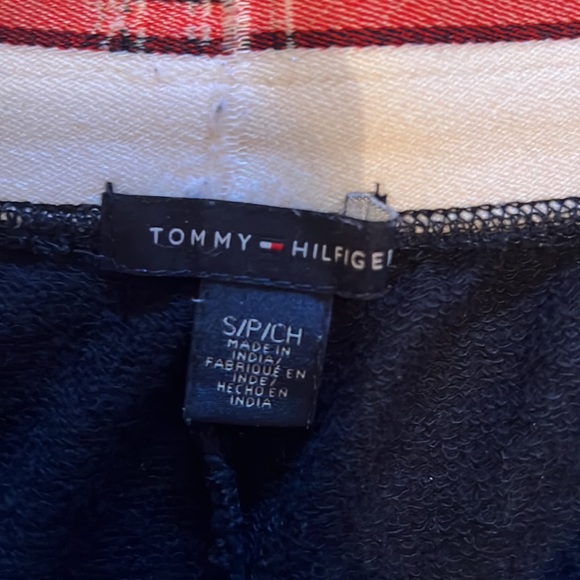 TOMMY HILFIGER
S/P/CH
MADE IN
INDIA/
FABRIQUÉ EN
INDE/
HECHO EN
INDIA